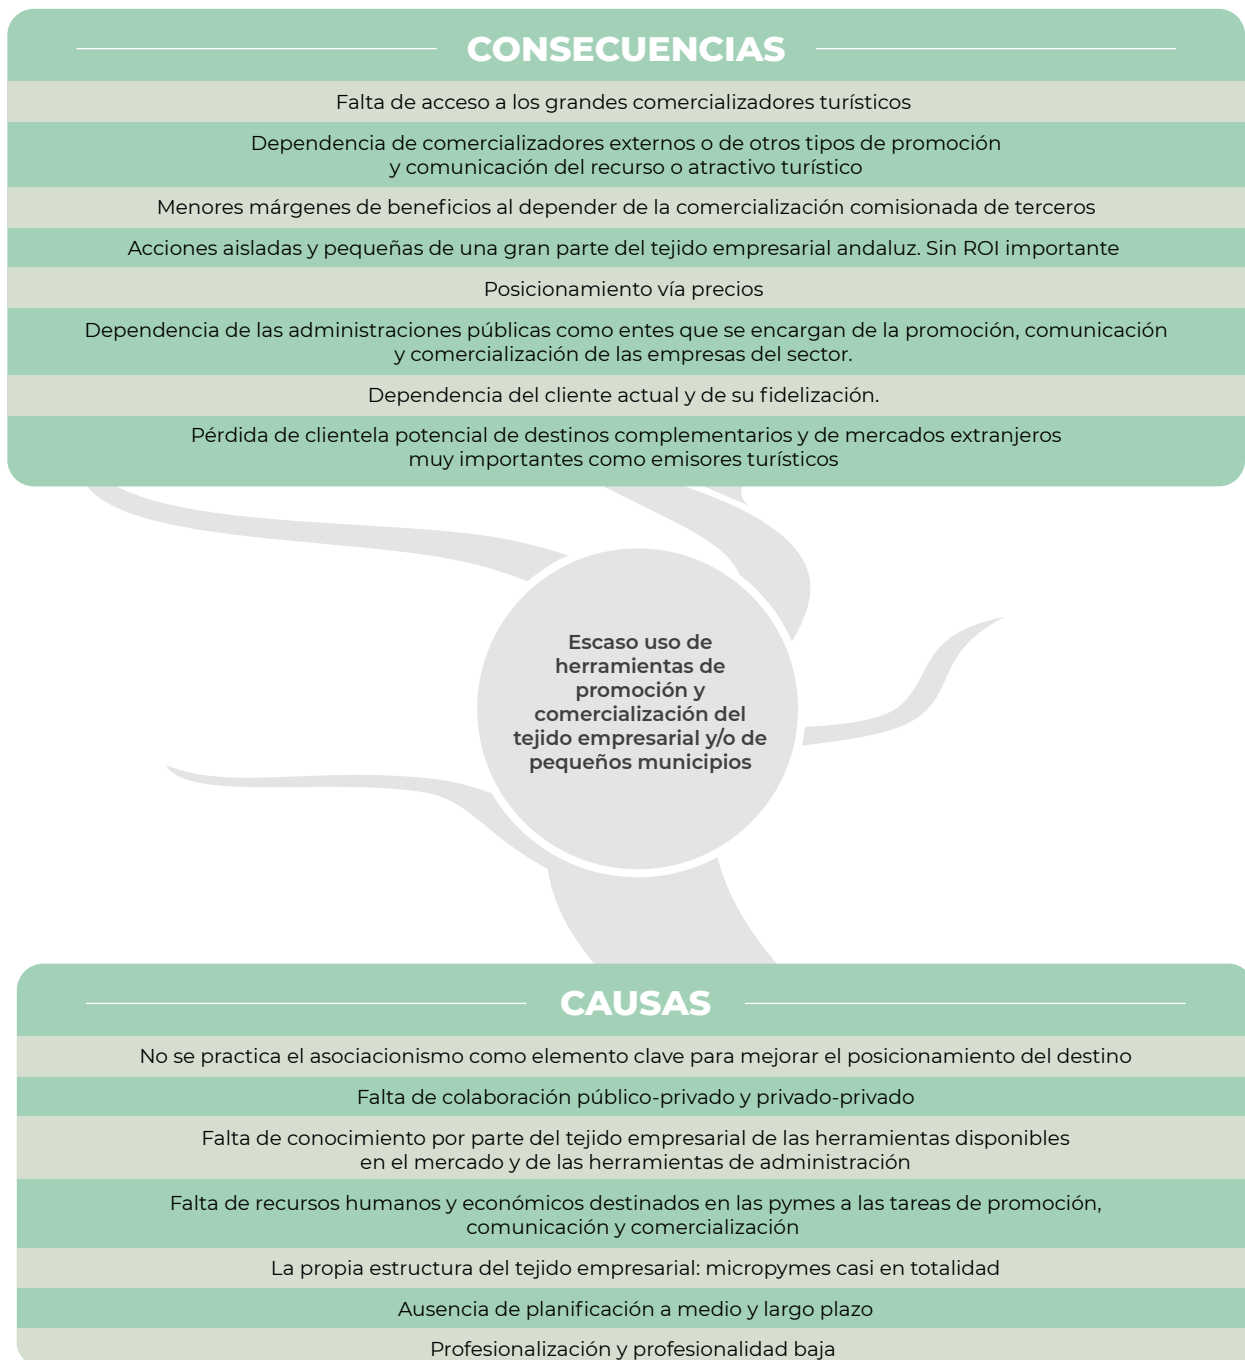 CONSECUENCIAS
Falta de acceso a los grandes comercializadores turísticos
Dependencia de comercializadores externos o de otros tipos de promoción
y comunicación del recurso o atractivo turístico
Menores márgenes de beneficios al depender de la comercialización comisionada de terceros
Acciones aisladas y pequeñas de una gran parte del tejido empresarial andaluz. Sin ROI importante
Posicionamiento vía precios
Dependencia de las administraciones públicas como entes que se encargan de la promoción, comunicación
y comercialización de las empresas del sector.
Dependencia del cliente actual y de su fidelización.
Pérdida de clientela potencial de destinos complementarios y de mercados extranjeros
muy importantes como emisores turísticos
Escaso uso de
herramientas de
promoción y
comercialización del
tejido empresarial y/o de
pequeños municipios
CAUSAS
No se practica el asociacionismo como elemento clave para mejorar el posicionamiento del destino
Falta de colaboración público-privado y privado-privado
Falta de conocimiento por parte del tejido empresarial de las herramientas disponibles
en el mercado y de las herramientas de administración
Falta de recursos humanos y económicos destinados en las pymes a las tareas de promoción,
comunicación y comercialización
La propia estructura del tejido empresarial: micropymes casi en totalidad
Ausencia de planificación a medio y largo plazo
Profesionalización y profesionalidad baja